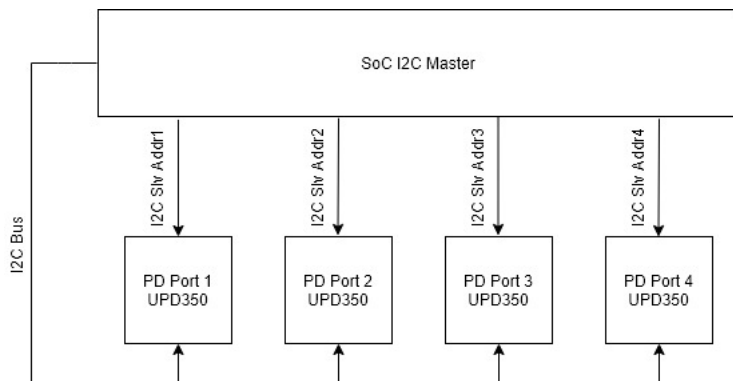 SoC I2C Master
I2C Slv Addr1
I2C Slv Addr2
I2C Slv Addr3
I2C Slv Addr4
I2C Bus
PD Port 1
UPD350
PD Port 2
UPD350
PD Port 3
UPD350
PD Port 4
UPD350